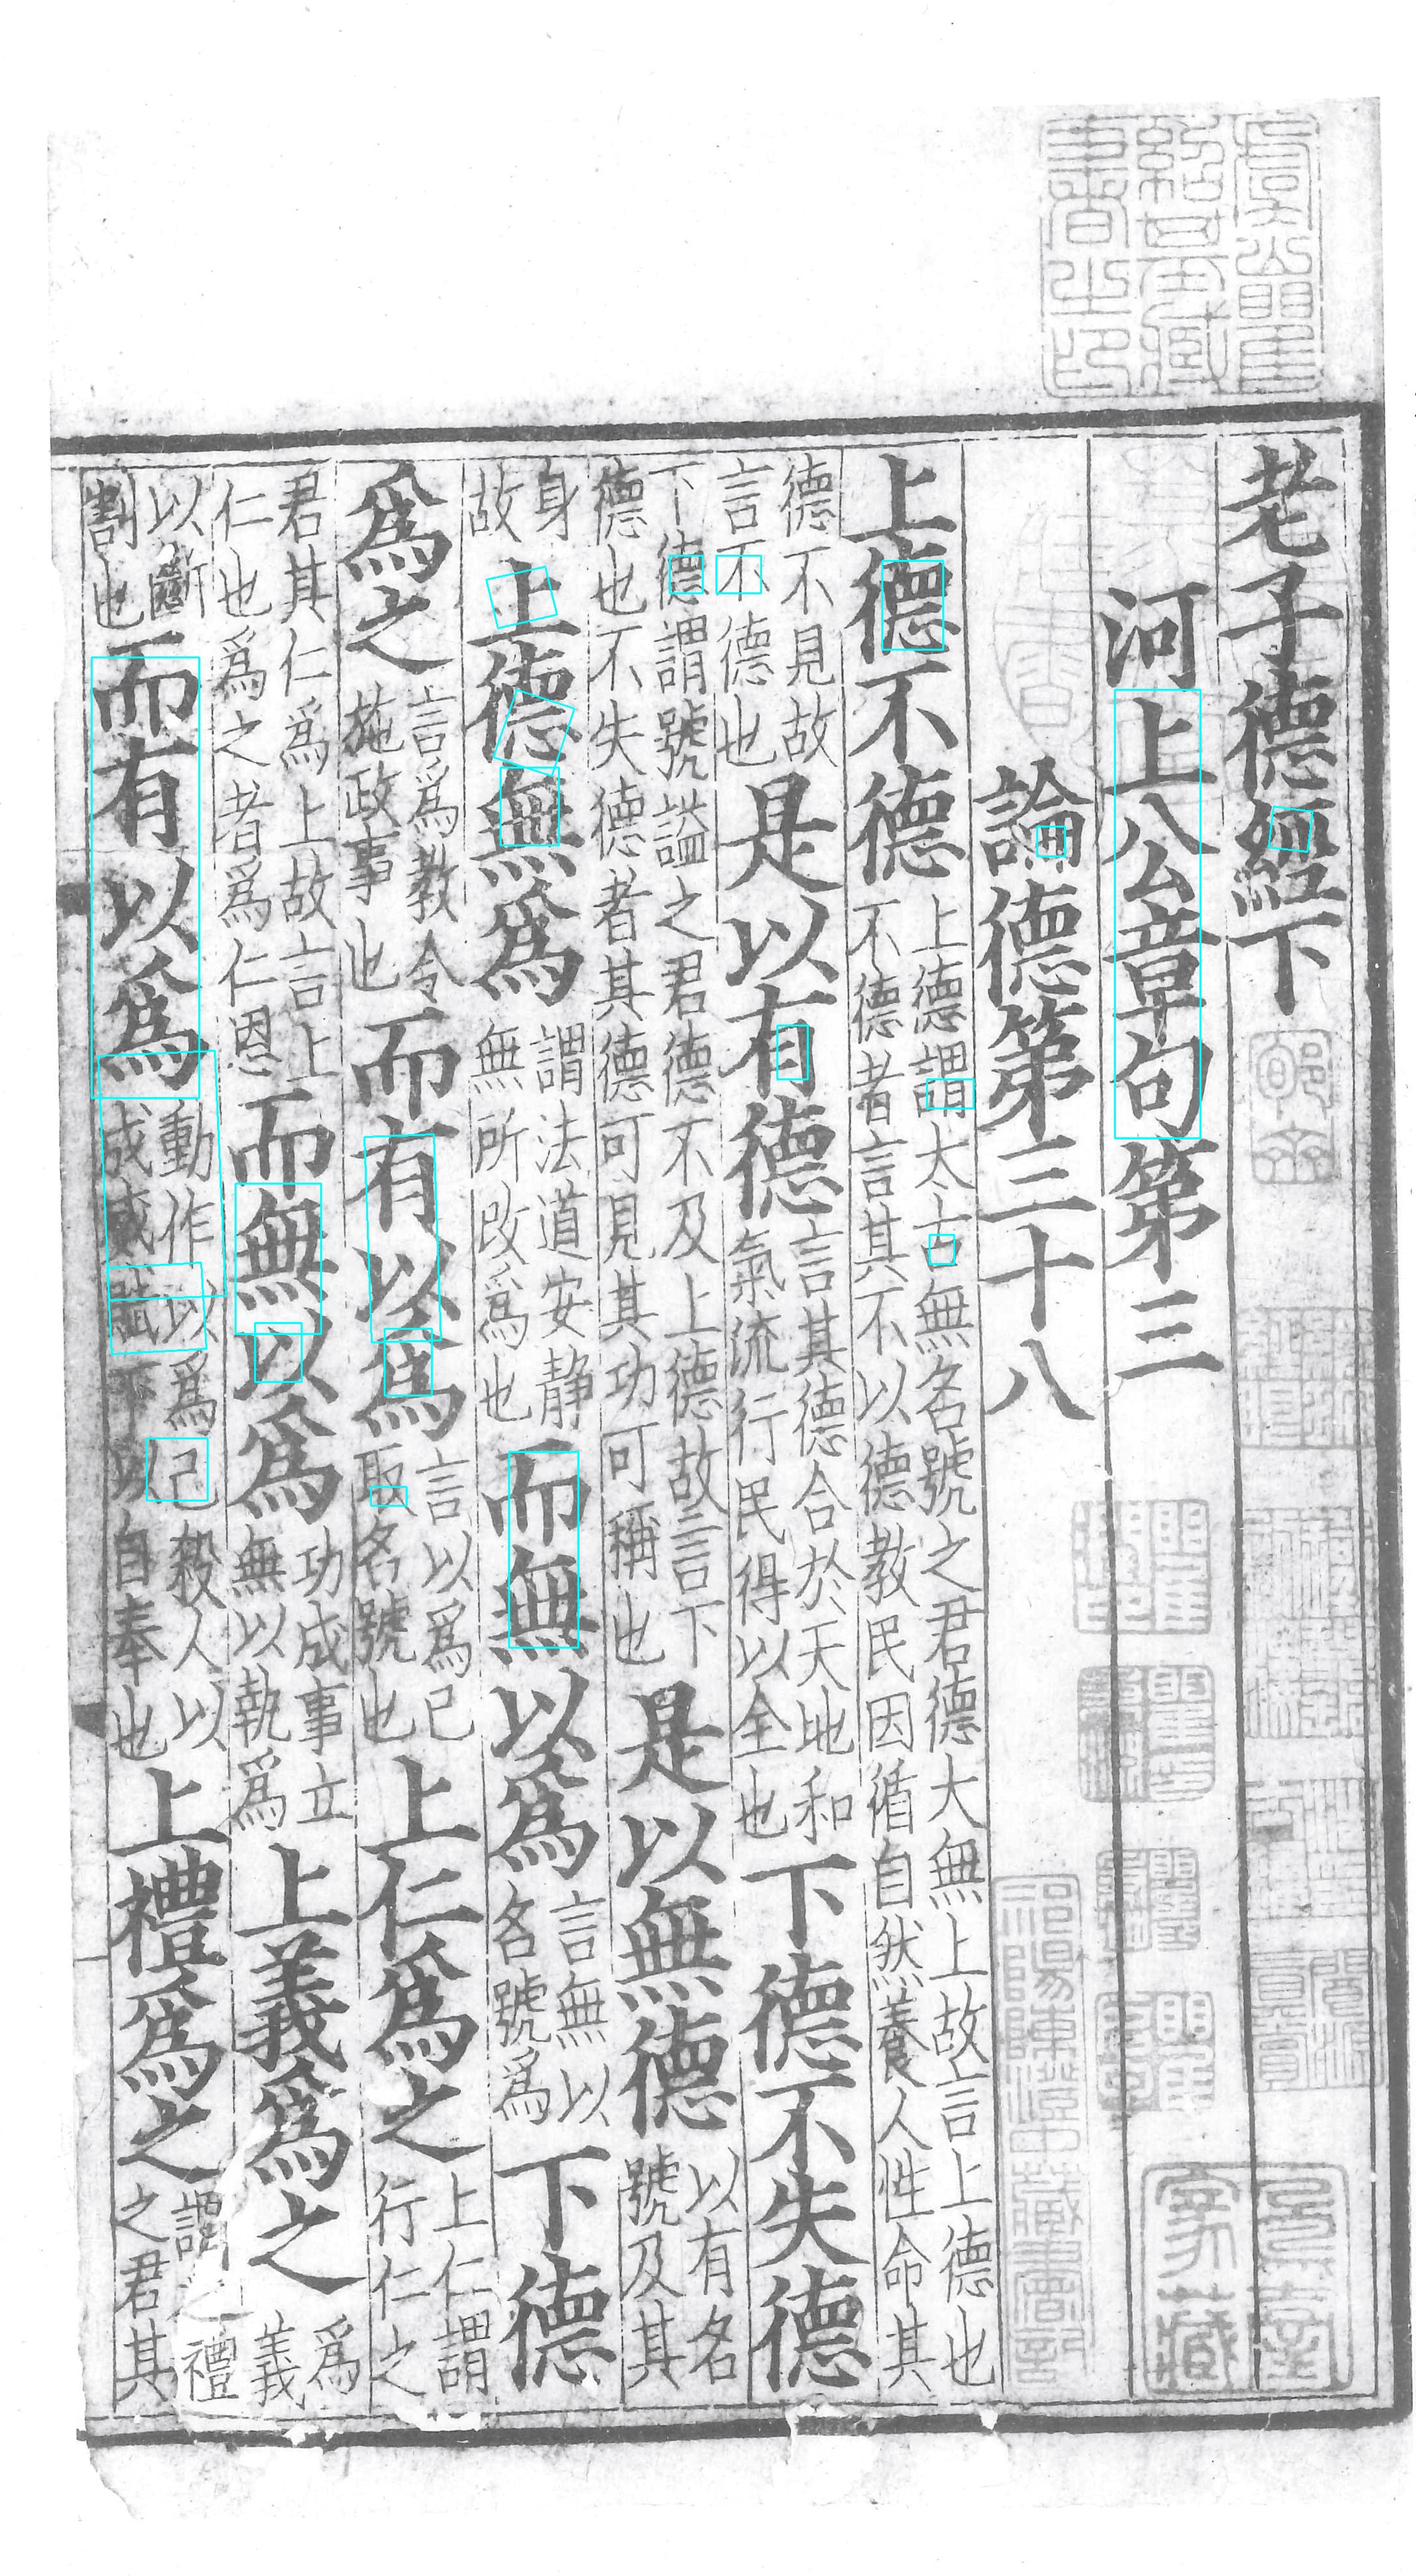 老子德經下
河上公章句第三
論德第三十八
上德不德上德謂太古無名號之君德大無上故言上德也不德者言其不以德教民因循自然養人性命其
德不見故言不德也是以有德言其德合於天地和氣流行民得以全也下德不失德
下德謂號謚之君德不及上德故言下德也不失德者其德可見其功可稱也是以無德以有名號及其
身故上德無爲謂法道安静無所改爲也而無以爲言無以名號爲下德
爲之言爲教令施政事也而有以爲言以爲己取名號也上仁爲之上仁謂行仁之
君其仁爲上故言上仁也爲之者爲仁恩而無以爲功成事立無以執爲上義爲之爲義
以斷割也而有以爲動作以爲己殺人以成威賊下以自奉也上禮爲之謂禮之君其